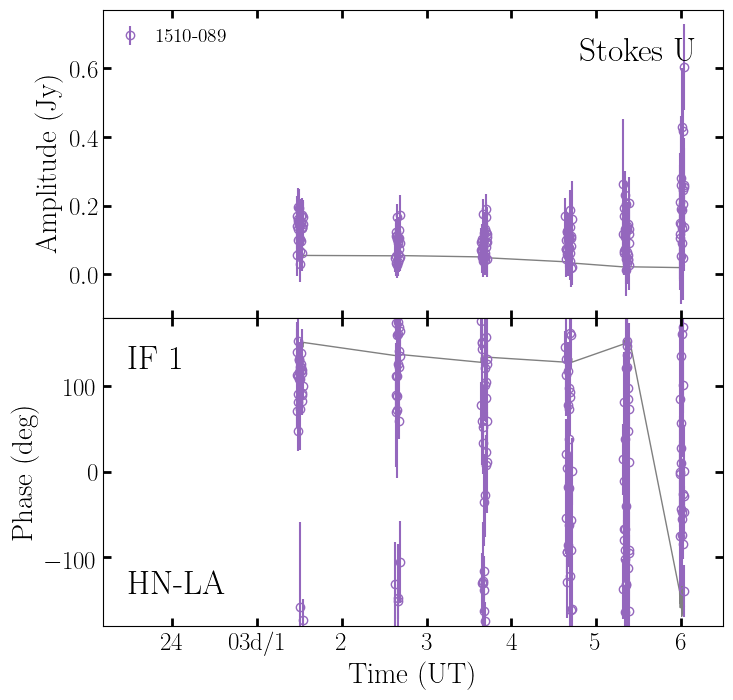 1510-089
Stokes U
Amplitude (Jy)
0.6
0.4
0.2
0.0
IF 1
HN-LA
Phase (deg)
100
0
−100
24 03d/1 2 3 4 5 6
Time (UT)